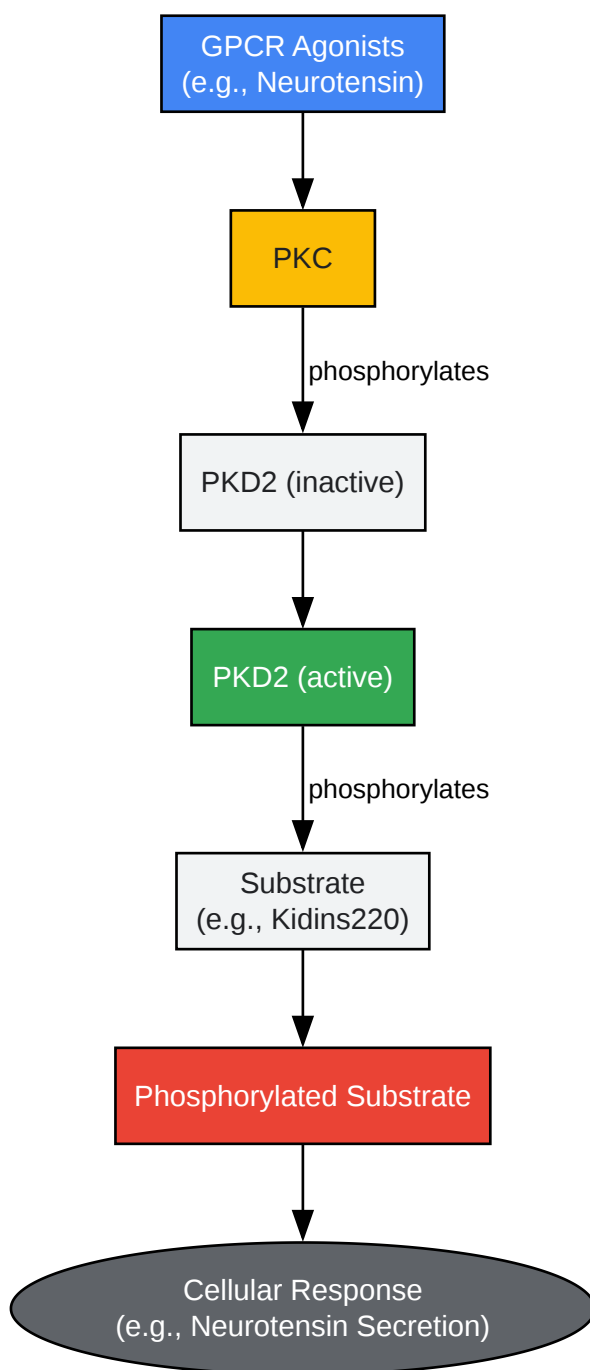 GPCR Agonists
(e.g., Neurotensin)
PKC
phosphorylates
PKD2 (inactive)
PKD2 (active)
phosphorylates
Substrate
(e.g., Kidins220)
Phosphorylated Substrate
Cellular Response
(e.g., Neurotensin Secretion)